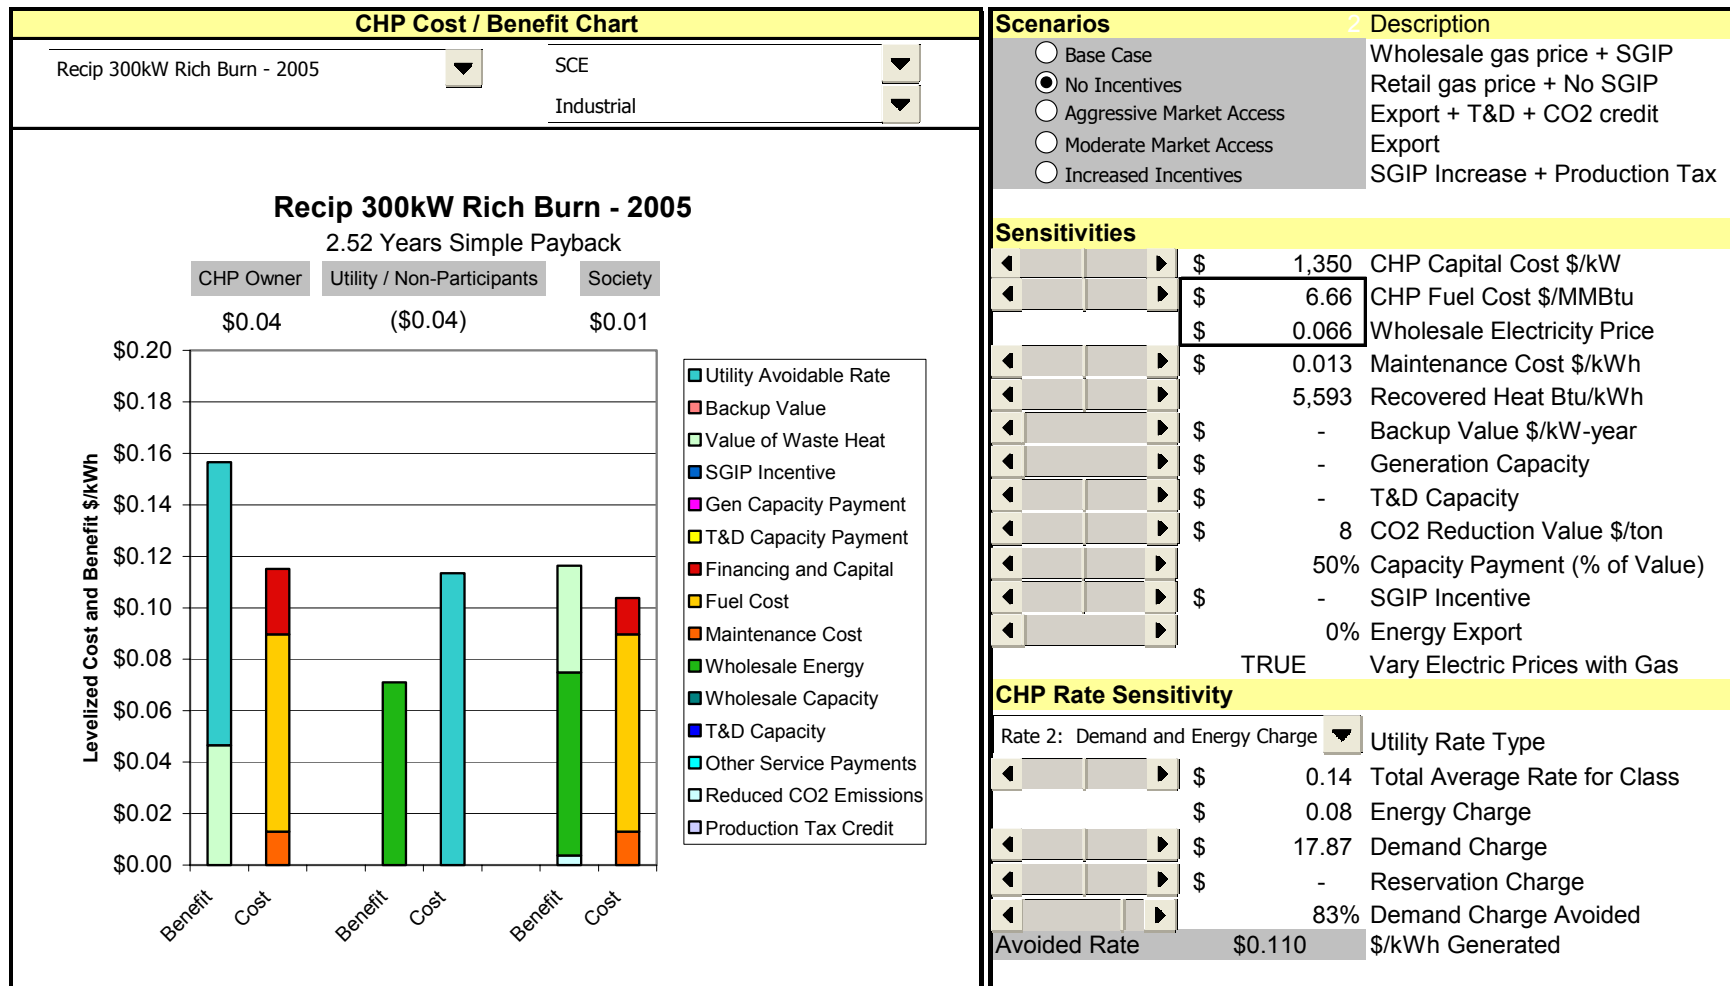 CHP Cost / Benefit Chart
Recip 300kW Rich Burn - 2005
SCE
Industrial
Recip 300kW Rich Burn - 2005
2.52 Years Simple Payback
CHP Owner Utility / Non-Participants Society
$0.04 ($0.04) $0.01
Levelized Cost and Benefit $/kWh
$0.20
$0.18
$0.16
$0.14
$0.12
$0.10
$0.08
$0.06
$0.04
$0.02
$0.00
Benefit Cost Benefit Cost Benefit Cost
Utility Avoidable Rate
Backup Value
Value of Waste Heat
SGIP Incentive
Gen Capacity Payment
T&D Capacity Payment
Financing and Capital
Fuel Cost
Maintenance Cost
Wholesale Energy
Wholesale Capacity
T&D Capacity
Other Service Payments
Reduced CO2 Emissions
Production Tax Credit
Scenarios 2 Description
Base Case Wholesale gas price + SGIP
No Incentives Retail gas price + No SGIP
Aggressive Market Access Export + T&D + CO2 credit
Moderate Market Access Export
Increased Incentives SGIP Increase + Production Tax
Sensitivities
$ 1,350 CHP Capital Cost $/kW
$ 6.66 CHP Fuel Cost $/MMBtu
$ 0.066 Wholesale Electricity Price
$ 0.013 Maintenance Cost $/kWh
5,593 Recovered Heat Btu/kWh
$ - Backup Value $/kW-year
$ - Generation Capacity
$ - T&D Capacity
$ 8 CO2 Reduction Value $/ton
50% Capacity Payment (% of Value)
$ - SGIP Incentive
0% Energy Export
TRUE Vary Electric Prices with Gas
CHP Rate Sensitivity
Rate 2: Demand and Energy Charge Utility Rate Type
$ 0.14 Total Average Rate for Class
$ 0.08 Energy Charge
$ 17.87 Demand Charge
$ - Reservation Charge
83% Demand Charge Avoided
Avoided Rate $0.110 $/kWh Generated